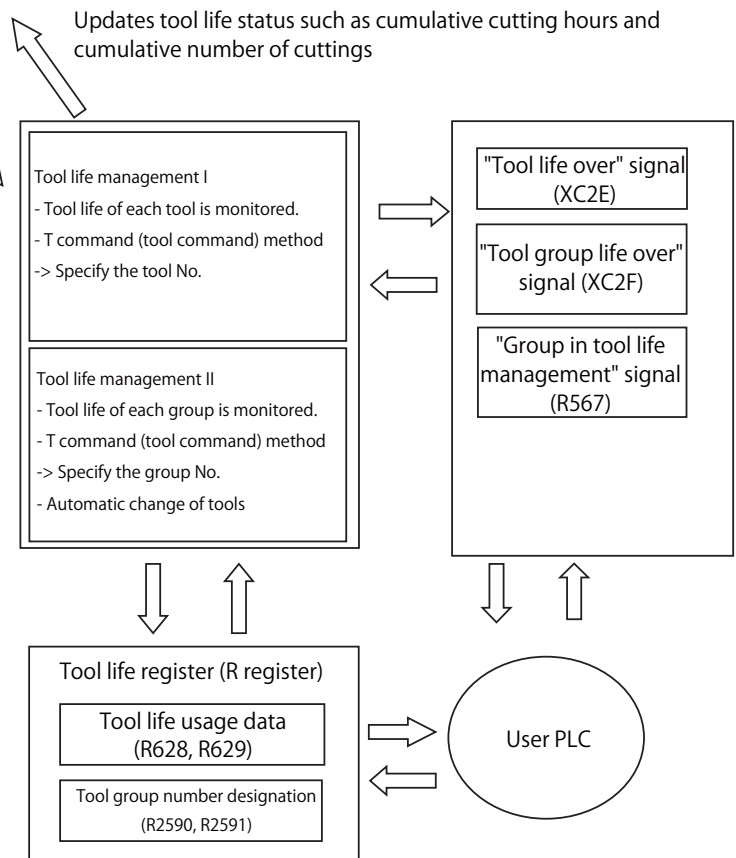 Updates tool life status such as cumulative cutting hours and
cumulative number of cuttings
Tool life management I
- Tool life of each tool is monitored.
- T command (tool command) method
-> Specify the tool No.
Tool life management II
- Tool life of each group is monitored.
- T command (tool command) method
-> Specify the group No.
- Automatic change of tools
"Tool life over" signal
(XC2E)
"Tool group life over"
signal (XC2F)
"Group in tool life
management" signal
(R567)
Tool life register (R register)
Tool life usage data
(R628, R629)
Tool group number designation
(R2590, R2591)
User PLC